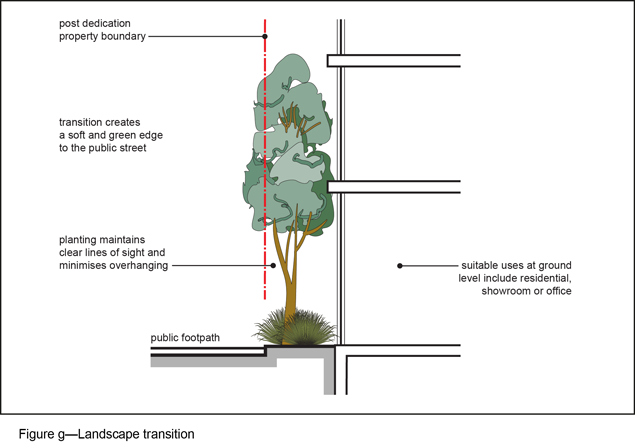 post dedication
property boundary
transition creates
a soft and green edge
to the public street
planting maintains
clear lines of sight and
minimises overhanging
suitable uses at ground
level include residential,
showroom or office
public footpath
Figure g—Landscape transition